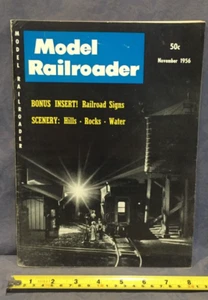 MODEL RAILROADER
Model
Railroader
50c
November 1956
BONUS INSERT! Railroad Signs
SCENERY: Hills - Rocks - Water
1 2 3 4 5 6 7 8